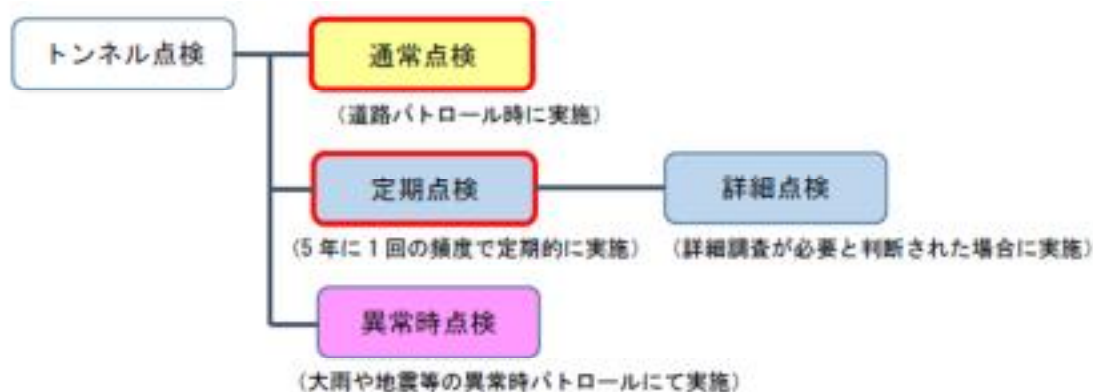 トンネル点検
通常点検
(道路パトロール時に実施)
定期点検
詳細点検
(5年に1回の頻度で定期的に実施)
(詳細調査が必要と判断された場合に実施)
異常時点検
(大雨や地震等の異常時パトロールにて実施)